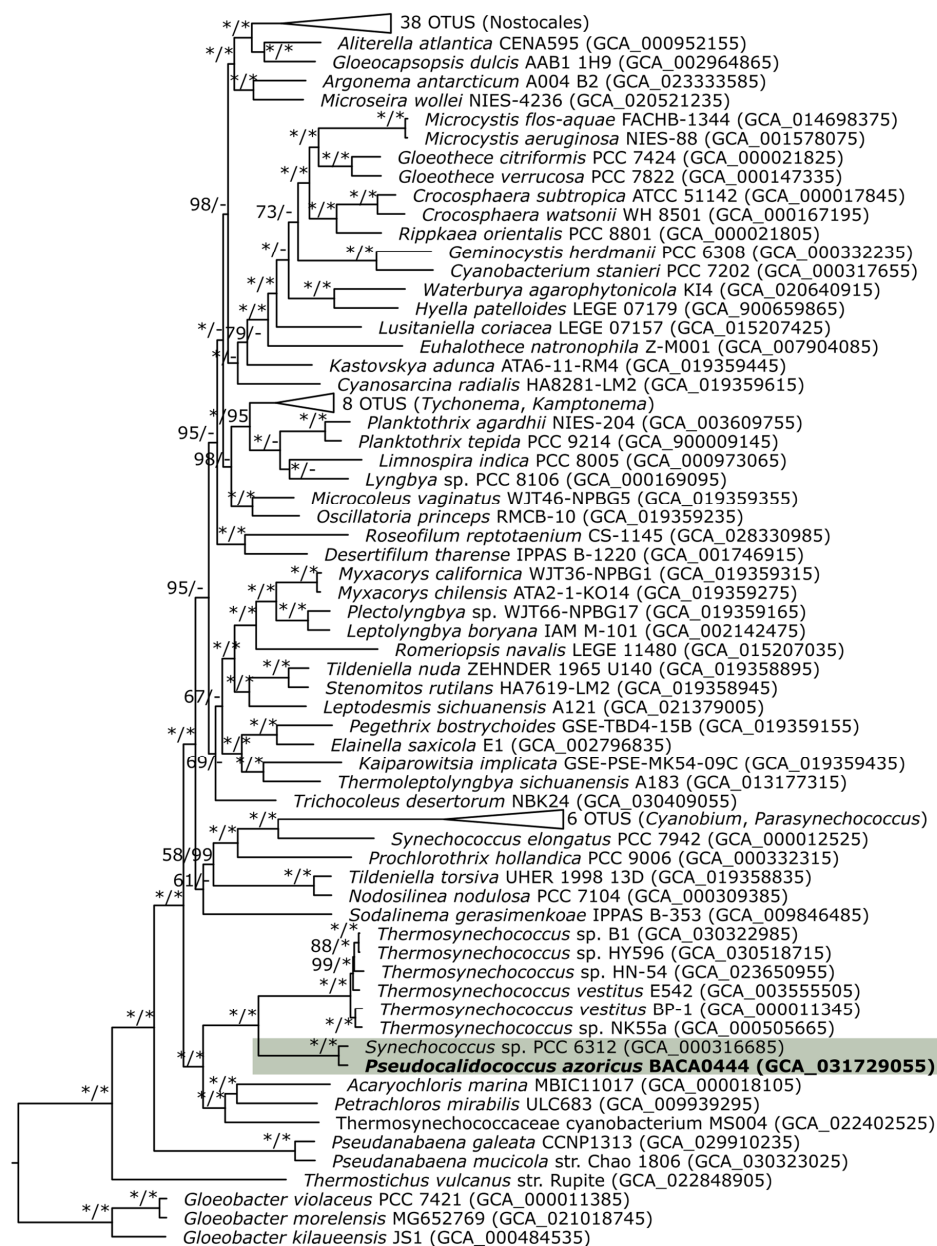 */*
38 OTUS (Nostocales)
*/*
Aliterella atlantica CENA595 (GCA_000952155)
*/*
Gloeocapsopsis dulcis AAB1 1H9 (GCA_002964865)
*/*
Argonema antarcticum A004 B2 (GCA_023333585)
Microseira wollei NIES-4236 (GCA_020521235)
*/*
Microcystis flos-aquae FACHB-1344 (GCA_014698375)
*/*
Microcystis aeruginosa NIES-88 (GCA_001578075)
*/*
Gloeothece citriformis PCC 7424 (GCA_000021825)
*/*
Gloeothece verrucosa PCC 7822 (GCA_000147335)
*/*
Crocosphaera subtropica ATCC 51142 (GCA_000017845)
98/-
73/-
*/*
Crocosphaera watsonii WH 8501 (GCA_000167195)
Rippkaea orientalis PCC 8801 (GCA_000021805)
*/-
*/*
Geminocystis herdmanii PCC 6308 (GCA_000332235)
Cyanobacterium stanieri PCC 7202 (GCA_000317655)
*/*
*/*
Waterburya agarophytonicola KI4 (GCA_020640915)
*/*
Hyella patelloides LEGE 07179 (GCA_900659865)
*/-
79/-
Lusitaniella coriacea LEGE 07157 (GCA_015207425)
Euhalothece natronophila Z-M001 (GCA_007904085)
*/-
Kastovskya adunca ATA6-11-RM4 (GCA_019359445)
Cyanosarcina radialis HA8281-LM2 (GCA_019359615)
*/95
8 OTUS (Tychonema, Kamptonema)
*/*
Planktothrix agardhii NIES-204 (GCA_003609755)
95/-
*/-
Planktothrix tepida PCC 9214 (GCA_900009145)
98/-
*/-
Limnospira indica PCC 8005 (GCA_000973065)
Lyngbya sp. PCC 8106 (GCA_000169095)
*/*
Microcoleus vaginatus WJT46-NPBG5 (GCA_019359355)
Oscillatoria princeps RMCB-10 (GCA_019359235)
*/*
Roseofilum reptotaenium CS-1145 (GCA_028330985)
Desertifilum tharense IPPAS B-1220 (GCA_001746915)
95/-
*/*
*/*
Myxacorys californica WJT36-NPBG1 (GCA_019359315)
Myxacorys chilensis ATA2-1-KO14 (GCA_019359275)
*/*
*/*
Plectolyngbya sp. WJT66-NPBG17 (GCA_019359165)
Leptolyngbya boryana IAM M-101 (GCA_002142475)
*/*
Romeriopsis navalis LEGE 11480 (GCA_015207035)
*/*
Tildeniella nuda ZEHNDER 1965 U140 (GCA_019358895)
*/*
Stenomitos rutilans HA7619-LM2 (GCA_019358945)
67/-
Leptodesmis sichuanensis A121 (GCA_021379005)
*/*
*/*
Pegethrix bostrychoides GSE-TBD4-15B (GCA_019359155)
*/*
Elainella saxicola E1 (GCA_002796835)
69/-
*/*
Kaiparowitsia implicata GSE-PSE-MK54-09C (GCA_019359435)
Thermoleptolyngbya sichuanensis A183 (GCA_013177315)
Trichocoleus desertorum NBK24 (GCA_030409055)
*/*
6 OTUS (Cyanobium, Parasynechococcus)
*/*
Synechococcus elongatus PCC 7942 (GCA_000012525)
58/99
Prochlorothrix hollandica PCC 9006 (GCA_000332315)
61/-
*/*
Tildeniella torsiva UHER 1998 13D (GCA_019358835)
*/*
Nodosilinea nodulosa PCC 7104 (GCA_000309385)
Sodalinema gerasimenkoae IPPAS B-353 (GCA_009846485)
*/*
Thermosynechococcus sp. B1 (GCA_030322985)
88/*
Thermosynechococcus sp. HY596 (GCA_030518715)
99/*
Thermosynechococcus sp. HN-54 (GCA_023650955)
*/*
Thermosynechococcus vestitus E542 (GCA_003555505)
*/*
*/*
Thermosynechococcus vestitus BP-1 (GCA_000011345)
*/*
Thermosynechococcus sp. NK55a (GCA_000505665)
*/*
Synechococcus sp. PCC 6312 (GCA_000316685)
*/*
Pseudocalidococcus azoricus BACA0444 (GCA_031729055)
*/*
*/*
Acaryochloris marina MBIC11017 (GCA_000018105)
Petrachloros mirabilis ULC683 (GCA_009939295)
Thermosynechococcaceae cyanobacterium MS004 (GCA_022402525)
*/*
Pseudanabaena galeata CCNP1313 (GCA_029910235)
Pseudanabaena mucicola str. Chao 1806 (GCA_030323025)
Thermostichus vulcanus str. Rupite (GCA_022848905)
*/*
Gloeobacter violaceus PCC 7421 (GCA_000011385)
*/*
Gloeobacter morelensis MG652769 (GCA_021018745)
Gloeobacter kilaueensis JS1 (GCA_000484535)